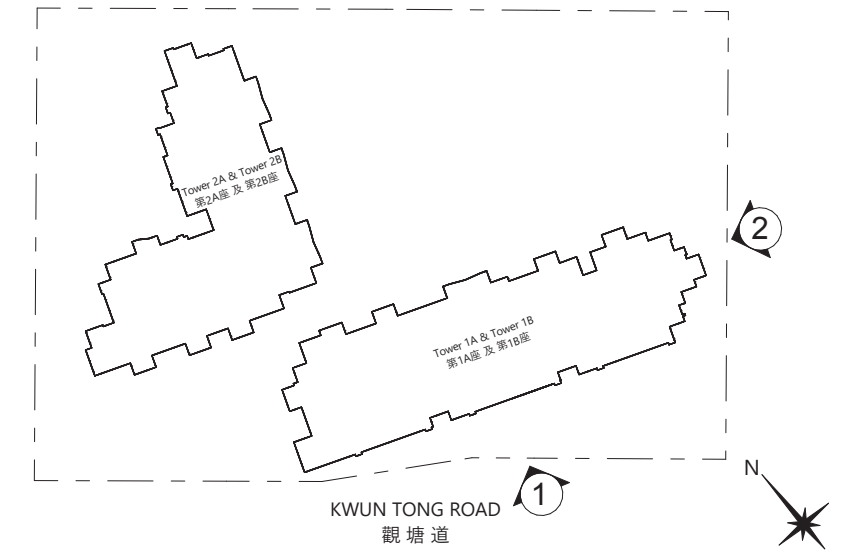 Tower 2A & Tower 2B
第2A座 及 第2B座
2
Tower 1A & Tower 1B
第1A座 及 第1B座
N
1
KWUN TONG ROAD
觀塘道